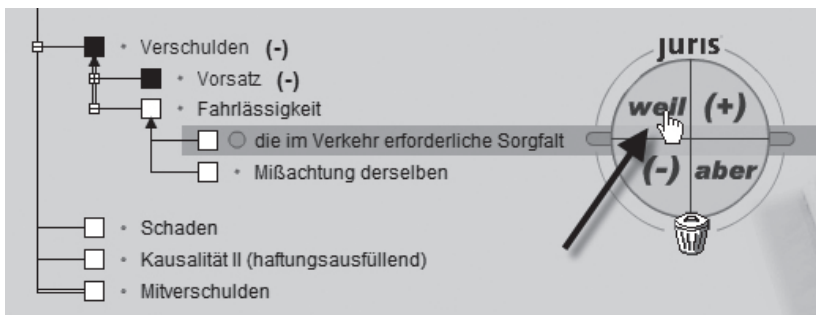 Verschulden (-)
Vorsatz (-)
Fahrlässigkeit
die im Verkehr erforderliche Sorgfalt
Mißachtung derselben
Schaden
Kausalität II (haftungsausfüllend)
Mitverschulden
juris
weil (+)
(-) aber